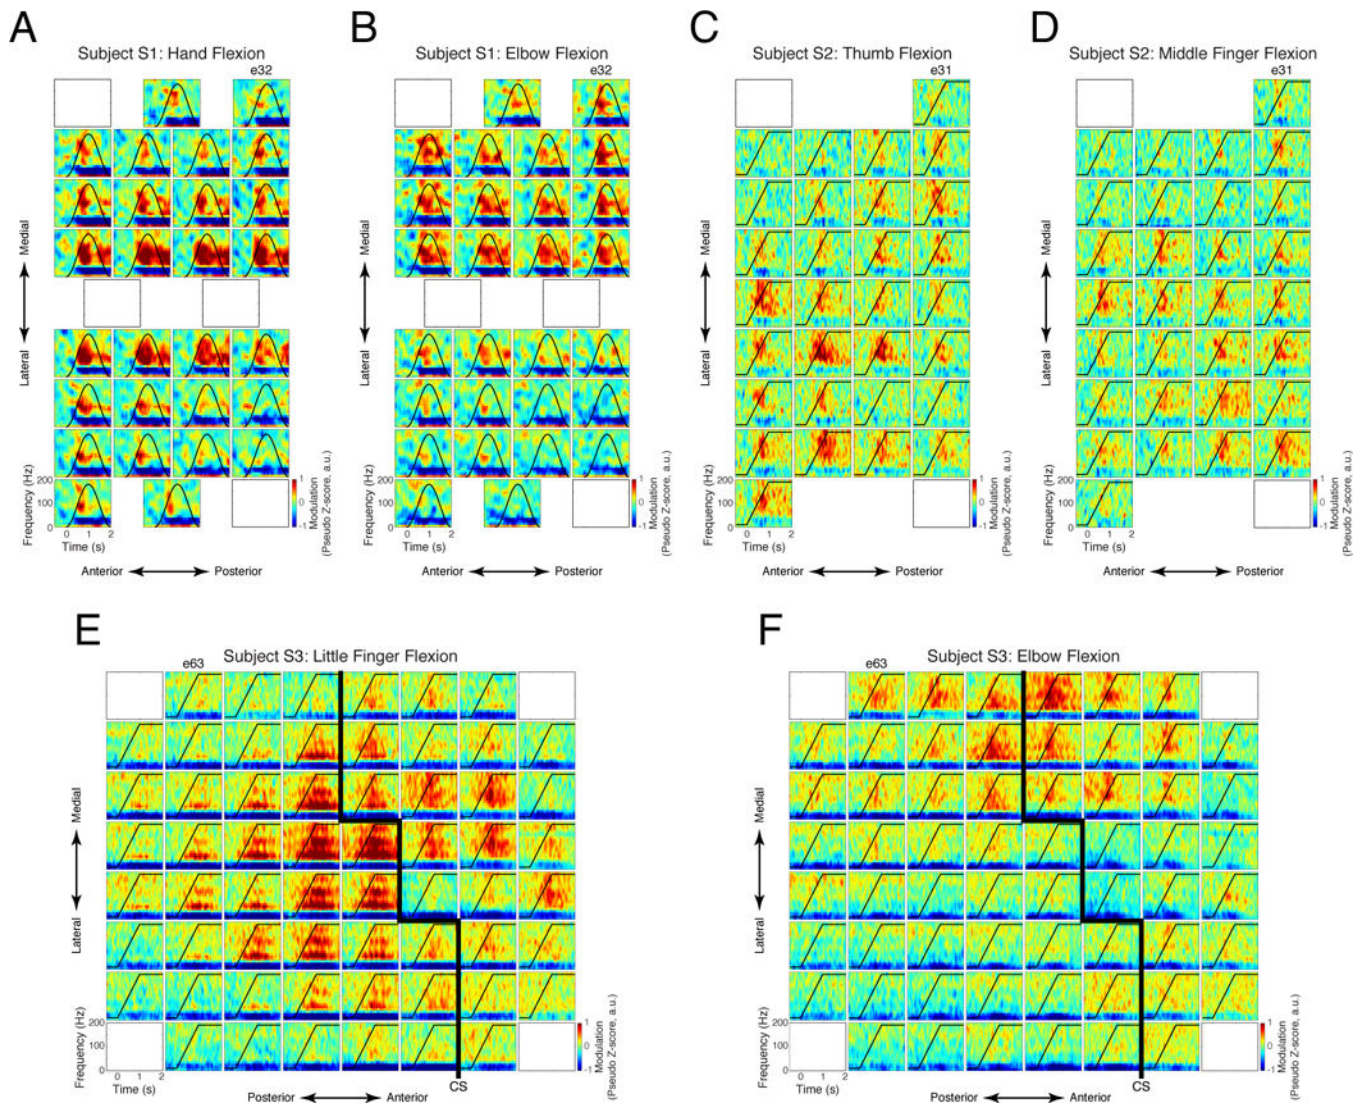 A
Subject S1: Hand Flexion
e32
Medial
Lateral
Frequency (Hz)
200
100
0
0 1 2
Time (s)
Anterior Posterior
1
0
-1
Modulation
(Pseudo Z-score, a.u.)
B
Subject S1: Elbow Flexion
e32
Medial
Lateral
Frequency (Hz)
200
100
0
0 1 2
Time (s)
Anterior Posterior
1
0
-1
Modulation
(Pseudo Z-score, a.u.)
C
Subject S2: Thumb Flexion
e31
Medial
Lateral
Frequency (Hz)
200
100
0
0 1 2
Time (s)
Anterior Posterior
1
0
-1
Modulation
(Pseudo Z-score, a.u.)
D
Subject S2: Middle Finger Flexion
e31
Medial
Lateral
Frequency (Hz)
200
100
0
0 1 2
Time (s)
Anterior Posterior
1
0
-1
Modulation
(Pseudo Z-score, a.u.)
E
Subject S3: Little Finger Flexion
e63
Medial
Lateral
Frequency (Hz)
200
100
0
0 1 2
Time (s)
CS
Posterior Anterior
1
0
-1
Modulation
(Pseudo Z-score, a.u.)
F
Subject S3: Elbow Flexion
e63
Medial
Lateral
Frequency (Hz)
200
100
0
0 1 2
Time (s)
CS
Posterior Anterior
1
0
-1
Modulation
(Pseudo Z-score, a.u.)